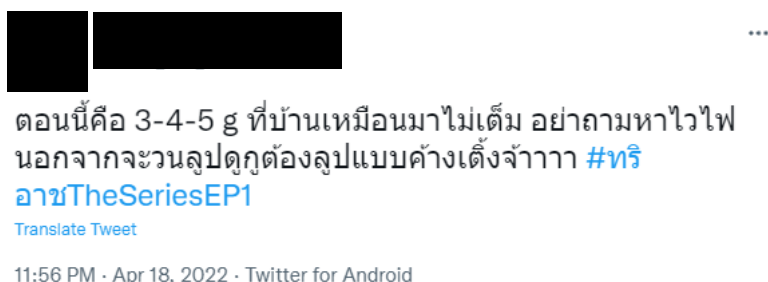 ตอนนี้คือ 3-4-5 g ที่บ้านเหมือนมาไม่เต็ม อย่าถามหาไวไฟ
นอกจากจะวนลูปดูกูต้องลูปแบบค้างเติ้งจ้าาาา #ทริ
อาชTheSeriesEP1
Translate Tweet
11:56 PM · Apr 18, 2022 · Twitter for Android